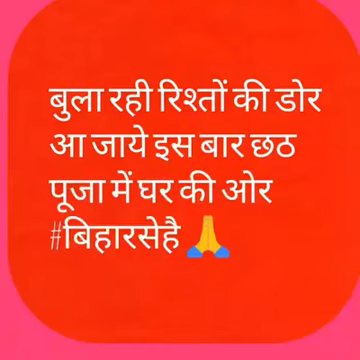 बुला रही रिश्तों की डोर
आ जाये इस बार छठ
पूजा में घर की ओर
#बिहारसेहै 🙏